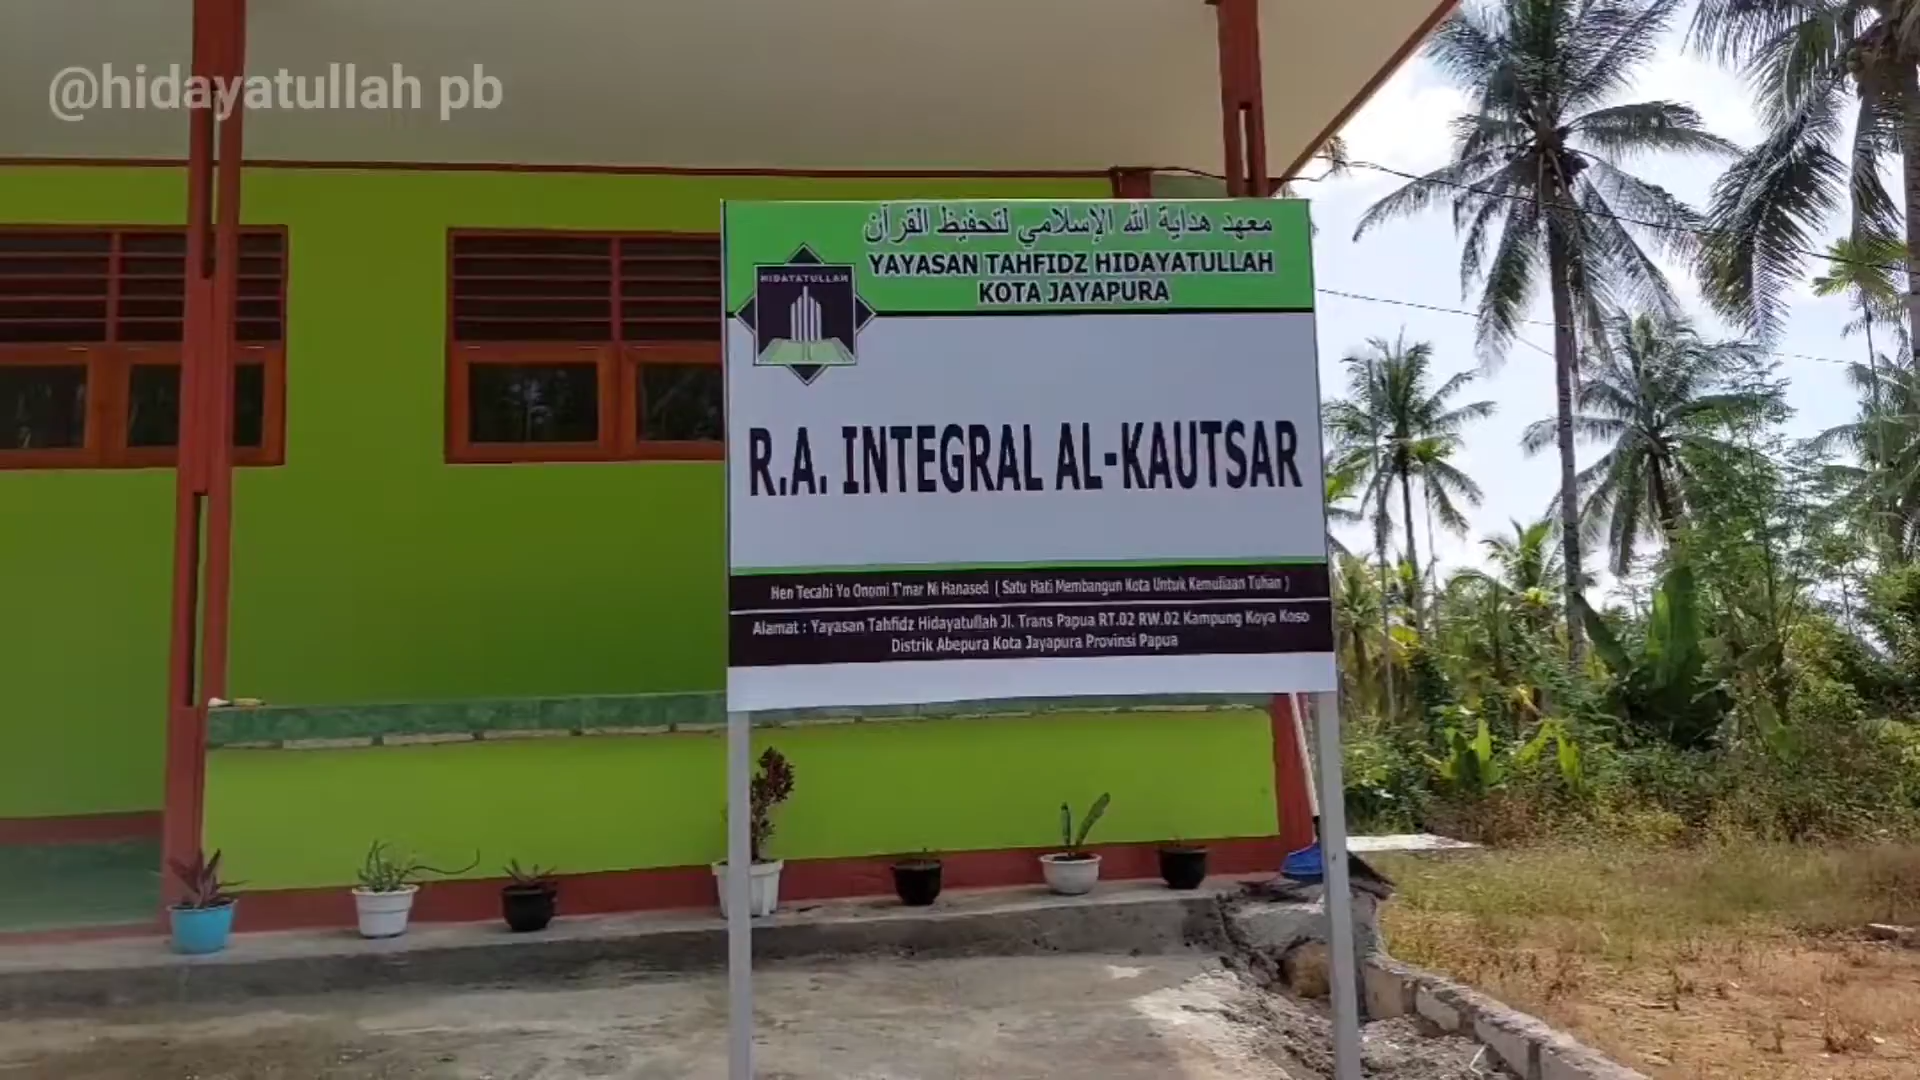 @hidayatullah pb
معهد هداية الله الإسلامي لتحفيظ القرآن
YAYASAN TAHFIDZ HIDAYATULLAH
KOTA JAYAPURA
HIDAYATULLAH
R.A. INTEGRAL AL-KAUTSAR
Hen Tecahi Yo Onomi T'mar Ni Hanased ( Satu Hati Membangun Kota Untuk Kemuliaan Tuhan )
Alamat : Yayasan Tahfidz Hidayatullah Jl. Trans Papua RT.02 RW.02 Kampung Koya Koso
Distrik Abepura Kota Jayapura Provinsi Papua